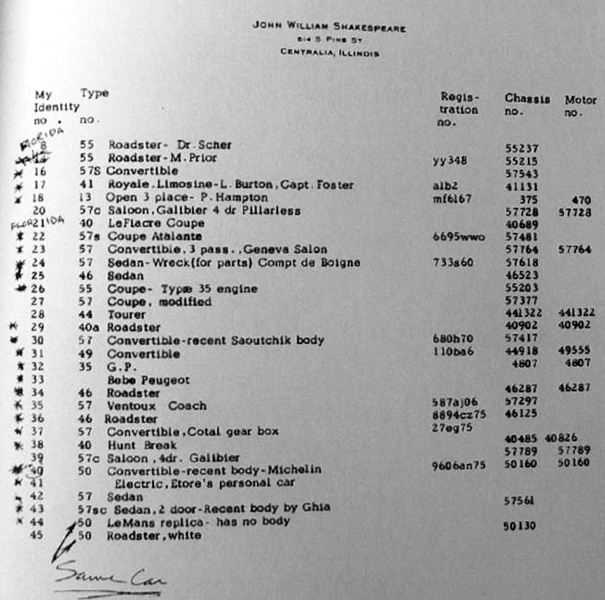 JOHN WILLIAM SHAKESPEARE
514 S. PINE ST
CENTRALIA, ILLINOIS
My Type Regis- Chassis Motor
Identity tration no. no.
no. no. no.
FLORIDA
8 55 Roadster- Dr. Scher 55237
55 Roadster-M. Prior yy348 55215
* 16 57S Convertible 57543
* 17 41 Royale.Limosine-L. Burton, Capt. Foster alb2 41131
* 18 13 Open 3 place- P. Hampton mf6167 375 470
20 57c Saloon, Galibier 4 dr Pillarless 57728 57728
FLORIDA 21 40 LeFiacre Coupe 40689
* 22 57s Coupe Atalante 6695wwo 57481
* 23 57 Convertible, 3 pass., Geneva Salon 57764 57764
* 24 57 Sedan-Wreck(for parts) Compt de Boigne 733s60 57618
* 25 46 Sedan 46523
* 26 55 Coupe- Type 35 engine 55203
27 57 Coupe, modified 57377
28 44 Tourer 441322 441322
* 29 40a Roadster 40902 40902
* 30 57 Convertible-recent Saoutchik body 680h70 57417
* 31 49 Convertible 110ba6 44918 49555
* 32 35 G.P. 4807 4807
* 33 Bebe Peugeot
* 34 46 Roadster 46287 46287
* 35 57 Ventoux Coach 587aj06 57297
* 36 46 Roadster 8894cz75 46125
* 37 57 Convertible, Cotal gear box 27eg75
* 38 40 Hunt Break 40485 40826
39 57c Saloon, 4dr. Galibier 57789 57789
* 40 50 Convertible-recent body-Michelin 9606an75 50160 50160
* 41 Electric, Etore's personal car
* 42 57 Sedan 57561
* 43 57sc Sedan, 2 door-Recent body by Ghia
* 44 50 LeMans replica- has no body 50130
45 50 Roadster, white
Same Car